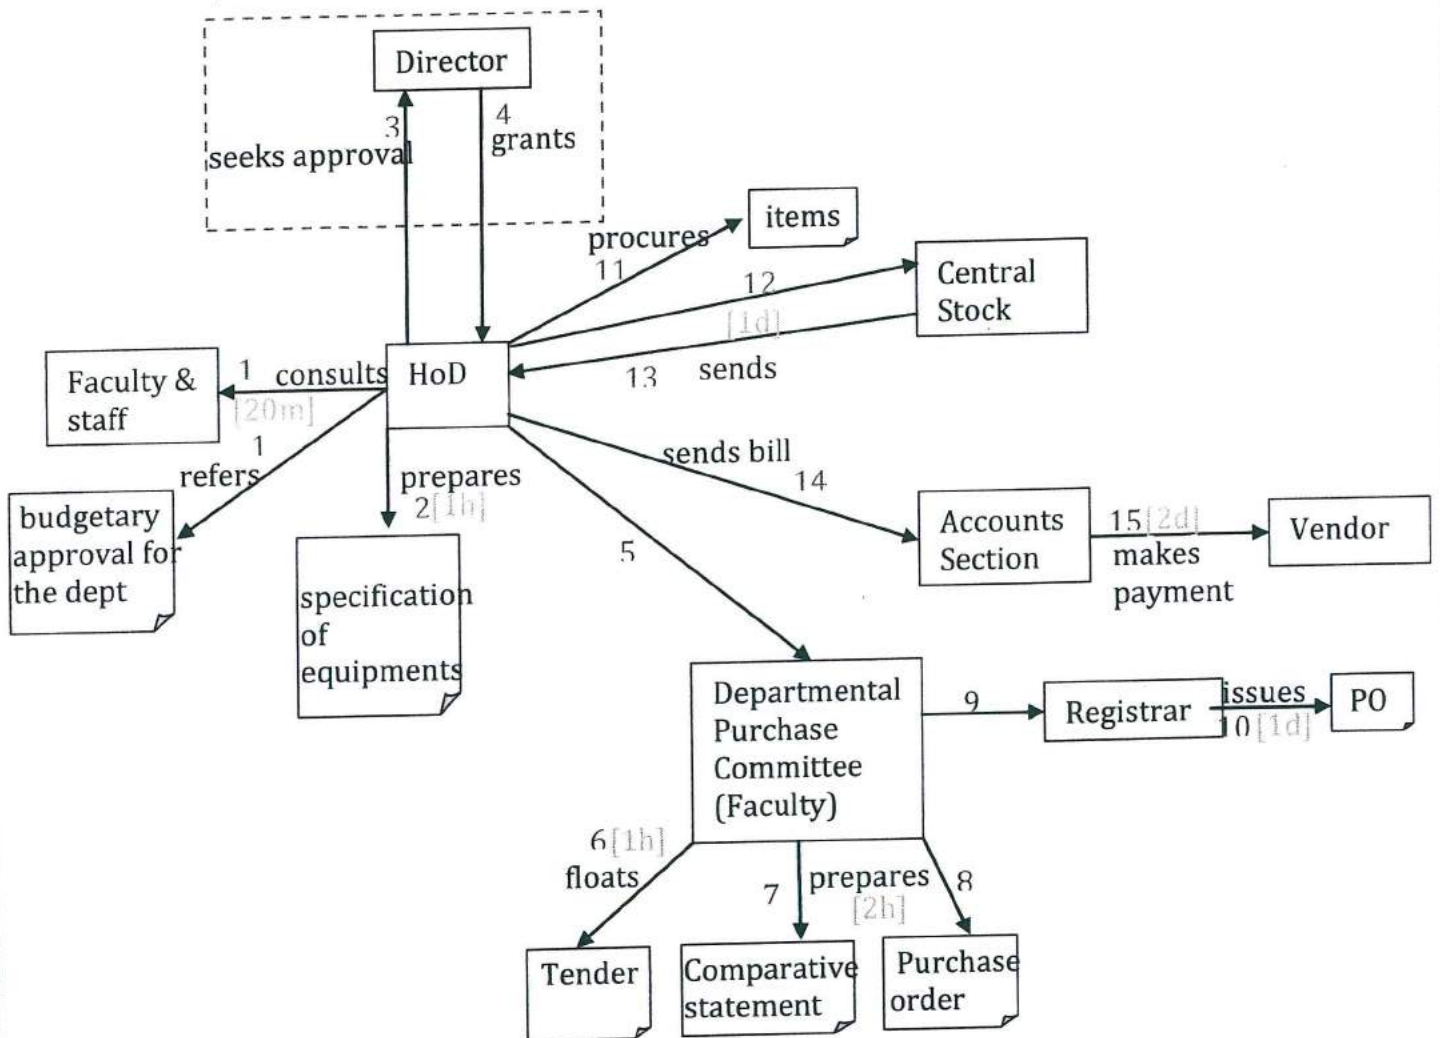 Director
3
4
seeks approval
grants
items
procures
11
12
Central
Stock
[1d]
13 sends
Faculty &
staff
1 consults
[20m]
HoD
1
refers
prepares
2[1h]
sends bill
14
budgetary
approval for
the dept
specification
of
equipments
5
Accounts
Section
15[2d]
makes
payment
Vendor
Departmental
Purchase
Committee
(Faculty)
9
Registrar
issues
10[1d]
PO
6[1h]
floats
7
prepares
[2h]
8
Tender
Comparative
statement
Purchase
order